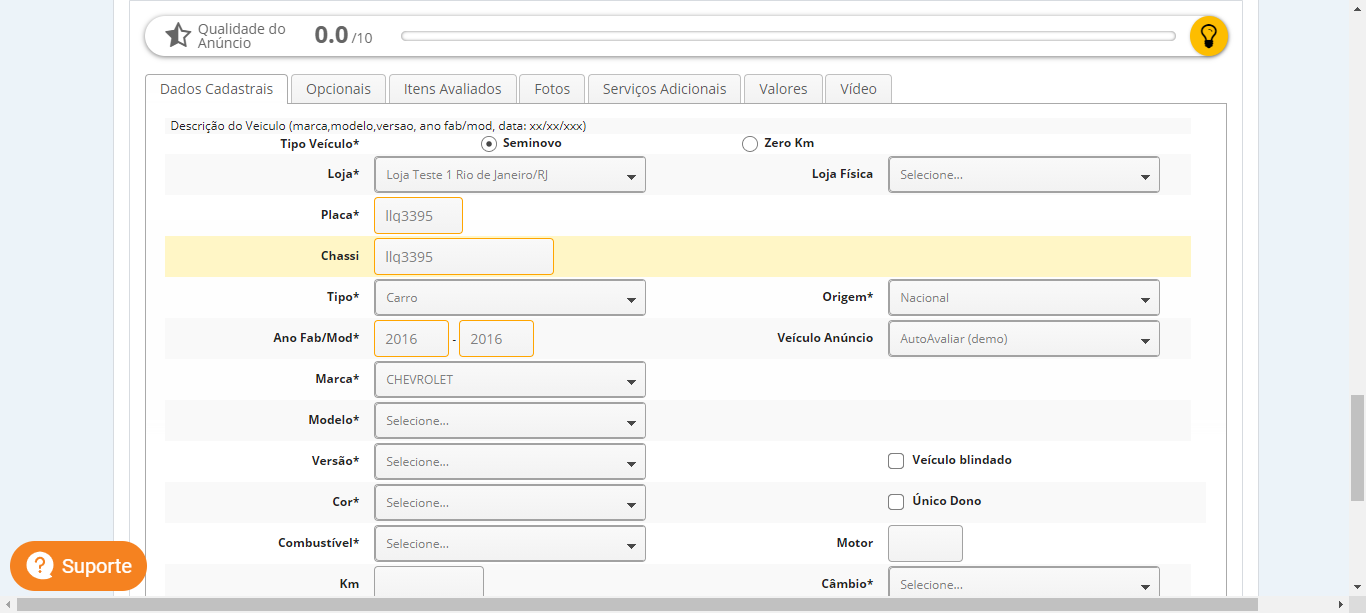 Qualidade do
Anúncio
0.0 /10
Dados Cadastrais Opcionais Itens Avaliados Fotos Serviços Adicionais Valores Vídeo
Descrição do Veiculo (marca,modelo,versao, ano fab/mod, data: xx/xx/xxx)
Tipo Veículo* Seminovo Zero Km
Loja* Loja Teste 1 Rio de Janeiro/RJ Loja Física Selecione...
Placa* llq3395
Chassi llq3395
Tipo* Carro Origem* Nacional
Ano Fab/Mod* 2016 - 2016 Veículo Anúncio AutoAvaliar (demo)
Marca* CHEVROLET
Modelo* Selecione...
Versão* Selecione... Veículo blindado
Cor* Selecione... Único Dono
Combustível* Selecione... Motor
Km Câmbio* Selecione...
? Suporte